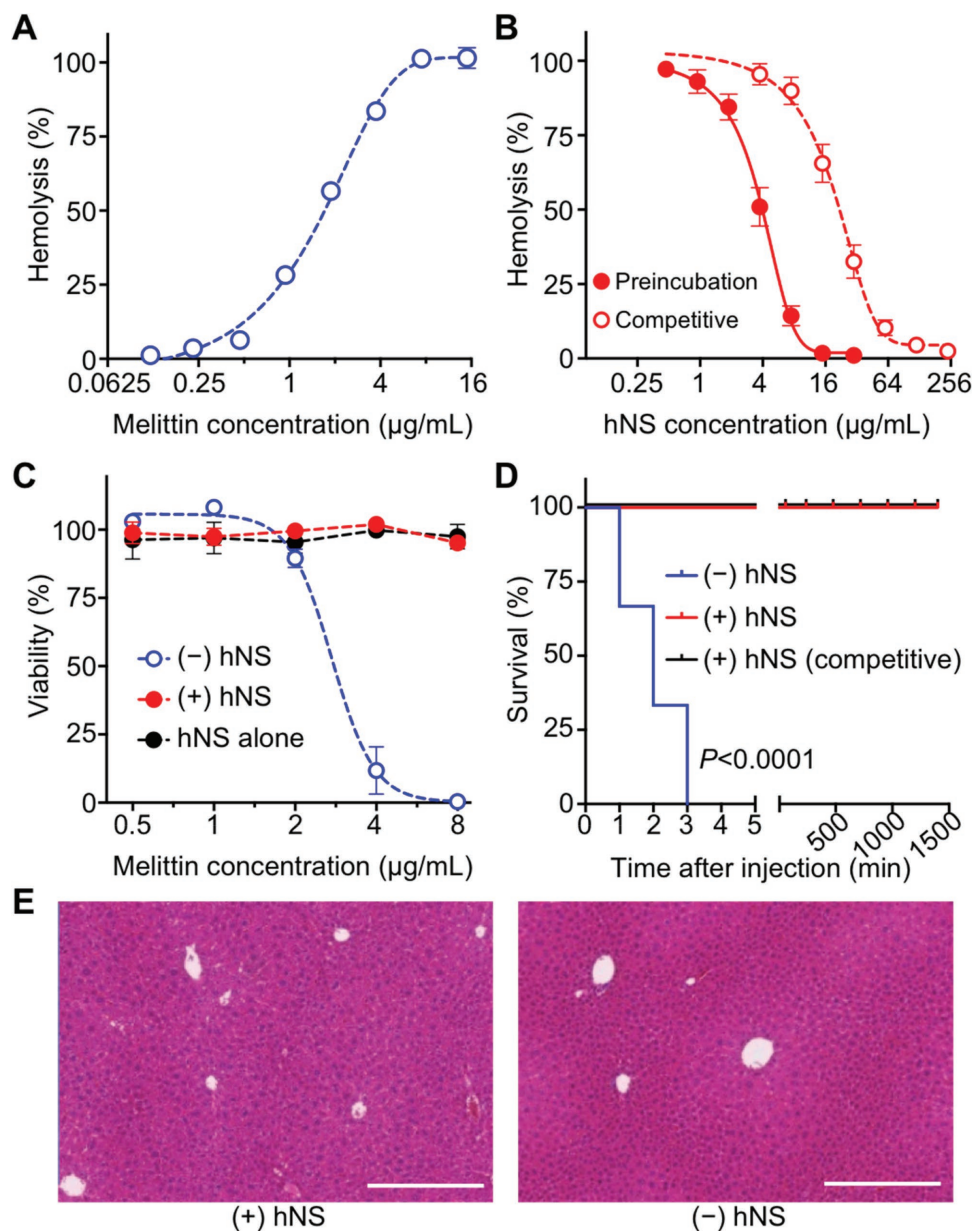 A
Hemolysis (%)
100
75
50
25
0
0.0625
0.25
1
4
16
Melittin concentration (µg/mL)
B
Hemolysis (%)
100
75
50
25
0
Preincubation
Competitive
0.25
1
4
16
64
256
hNS concentration (µg/mL)
C
Viability (%)
100
75
50
25
0
(−) hNS
(+) hNS
hNS alone
0.5
1
2
4
8
Melittin concentration (µg/mL)
D
Survival (%)
100
75
50
25
0
(−) hNS
(+) hNS
(+) hNS (competitive)
P<0.0001
0
1
2
3
4
5
500
1000
1500
Time after injection (min)
E
(+) hNS
(−) hNS